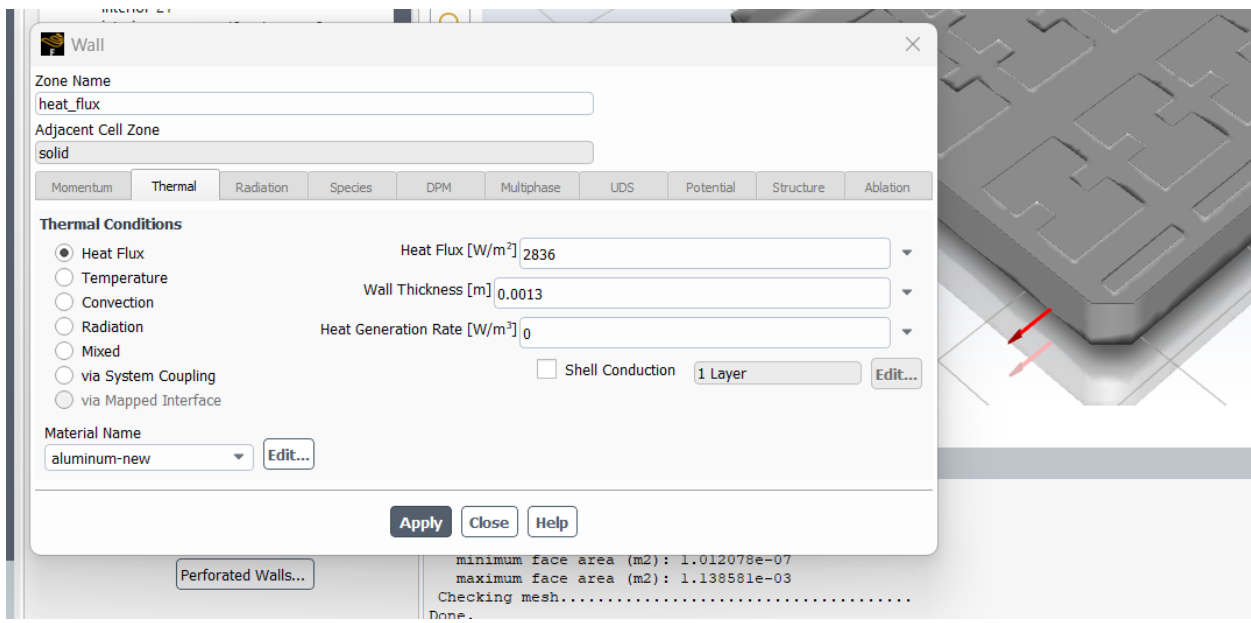 Wall
Zone Name
heat_flux
Adjacent Cell Zone
solid
Momentum Thermal Radiation Species DPM Multiphase UDS Potential Structure Ablation
Thermal Conditions
Heat Flux
Temperature
Convection
Radiation
Mixed
via System Coupling
via Mapped Interface
Heat Flux [W/m²] 2836
Wall Thickness [m] 0.0013
Heat Generation Rate [W/m³] 0
Shell Conduction 1 Layer Edit...
Material Name
aluminum-new Edit...
Apply Close Help
Perforated Walls...
minimum face area (m2): 1.012078e-07
maximum face area (m2): 1.138581e-03
Checking mesh......................................
Done.